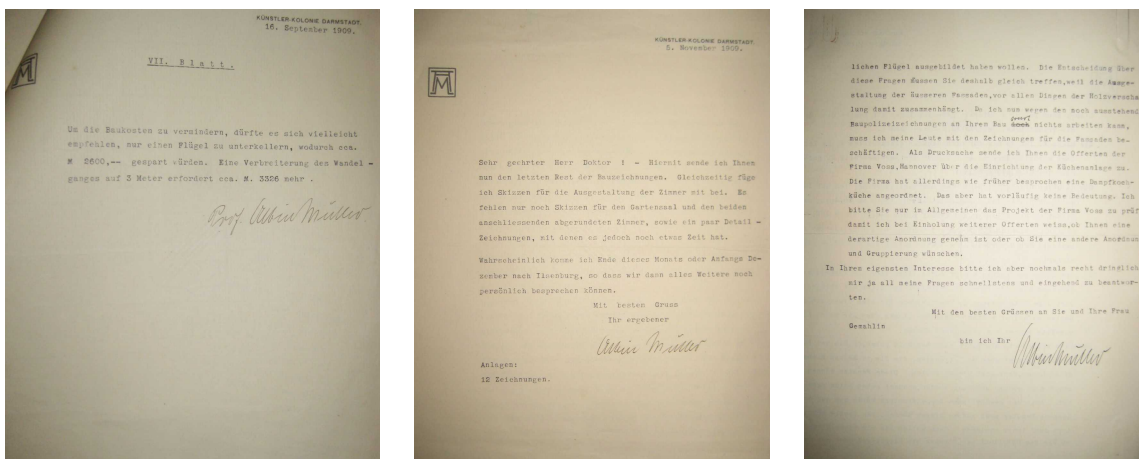 KÜNSTLER-KOLONIE DARMSTADT.
16. September 1909.
VII. Blatt.
Um die Baukosten zu vermindern, dürfte es sich vielleicht
empfehlen, nur einen Flügel zu unterkellern, wodurch cca.
M 2600,-- gespart würden. Eine Verbreiterung des Wandel -
ganges auf 3 Meter erfordert cca. M. 3326 mehr .
Prof. Albin Müller.
KÜNSTLER-KOLONIE DARMSTADT.
5. November 1909.
Sehr geehrter Herr Doktor ! - Hiermit sende ich Ihnen
nun den letzten Rest der Bauzeichnungen. Gleichzeitig füge
ich Skizzen für die Ausgestaltung der Zimmer mit bei. Es
fehlen nur noch Skizzen für den Gartensaal und den beiden
anschliessenden abgerundeten Zimmer, sowie ein paar Detail -
Zeichnungen, mit denen es jedoch noch etwas Zeit hat.
Wahrscheinlich komme ich Ende dieses Monats oder Anfangs De-
zember nach Ilsenburg, so dass wir dann alles Weitere noch
persönlich besprechen können.
Mit besten Gruss
Ihr ergebener
Albin Müller
Anlagen:
12 Zeichnungen.
lichen Flügel ausgebildet haben wollen. Die Entscheidung über
diese Fragen müssen Sie deshalb gleich treffen,weil die Ausge-
staltung der äusseren Fassaden,vor allen Dingen der Holzverscha
lung damit zusammenhängt. Da ich nun wegen den noch ausstehend
Baupolizeizeichnungen an Ihrem Bau noch nichts arbeiten kann,
muss ich meine Leute mit den Zeichnungen für die Fassaden be-
schäftigen. Als Drucksache sende ich Ihnen die Offerten der
Firma Voss,Hannover über die Einrichtung der Küchenanlage zu.
Die Firma hat allerdings wie früher besprochen eine Dampfkoch-
küche angeordnet. Das aber hat vorläufig keine Bedeutung. Ich
bitte Sie nur im Allgemeinen das Projekt der Firma Voss zu prüf
damit ich bei Einholung weiterer Offerten weiss,ob Ihnen eine
derartige Anordnung genehm ist oder ob Sie eine andere Anordnun
und Gruppierung wünschen.
In Ihrem eigensten Interesse bitte ich aber nochmals recht dringlich
mir ja all meine Fragen schnellstens und eingehend zu beantwor-
ten.
Mit den besten Grüssen an Sie und Ihre Frau
Gemahlin
bin ich Ihr
Albin Müller